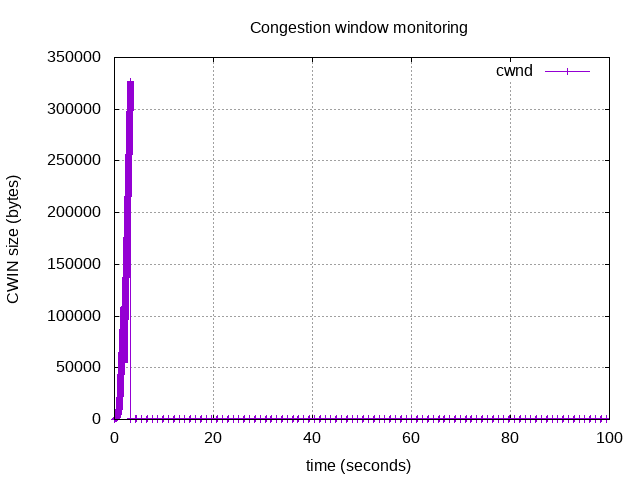 Congestion window monitoring
350000
300000
250000
200000
150000
100000
50000
0
CWIN size (bytes)
cwnd
0 20 40 60 80 100
time (seconds)